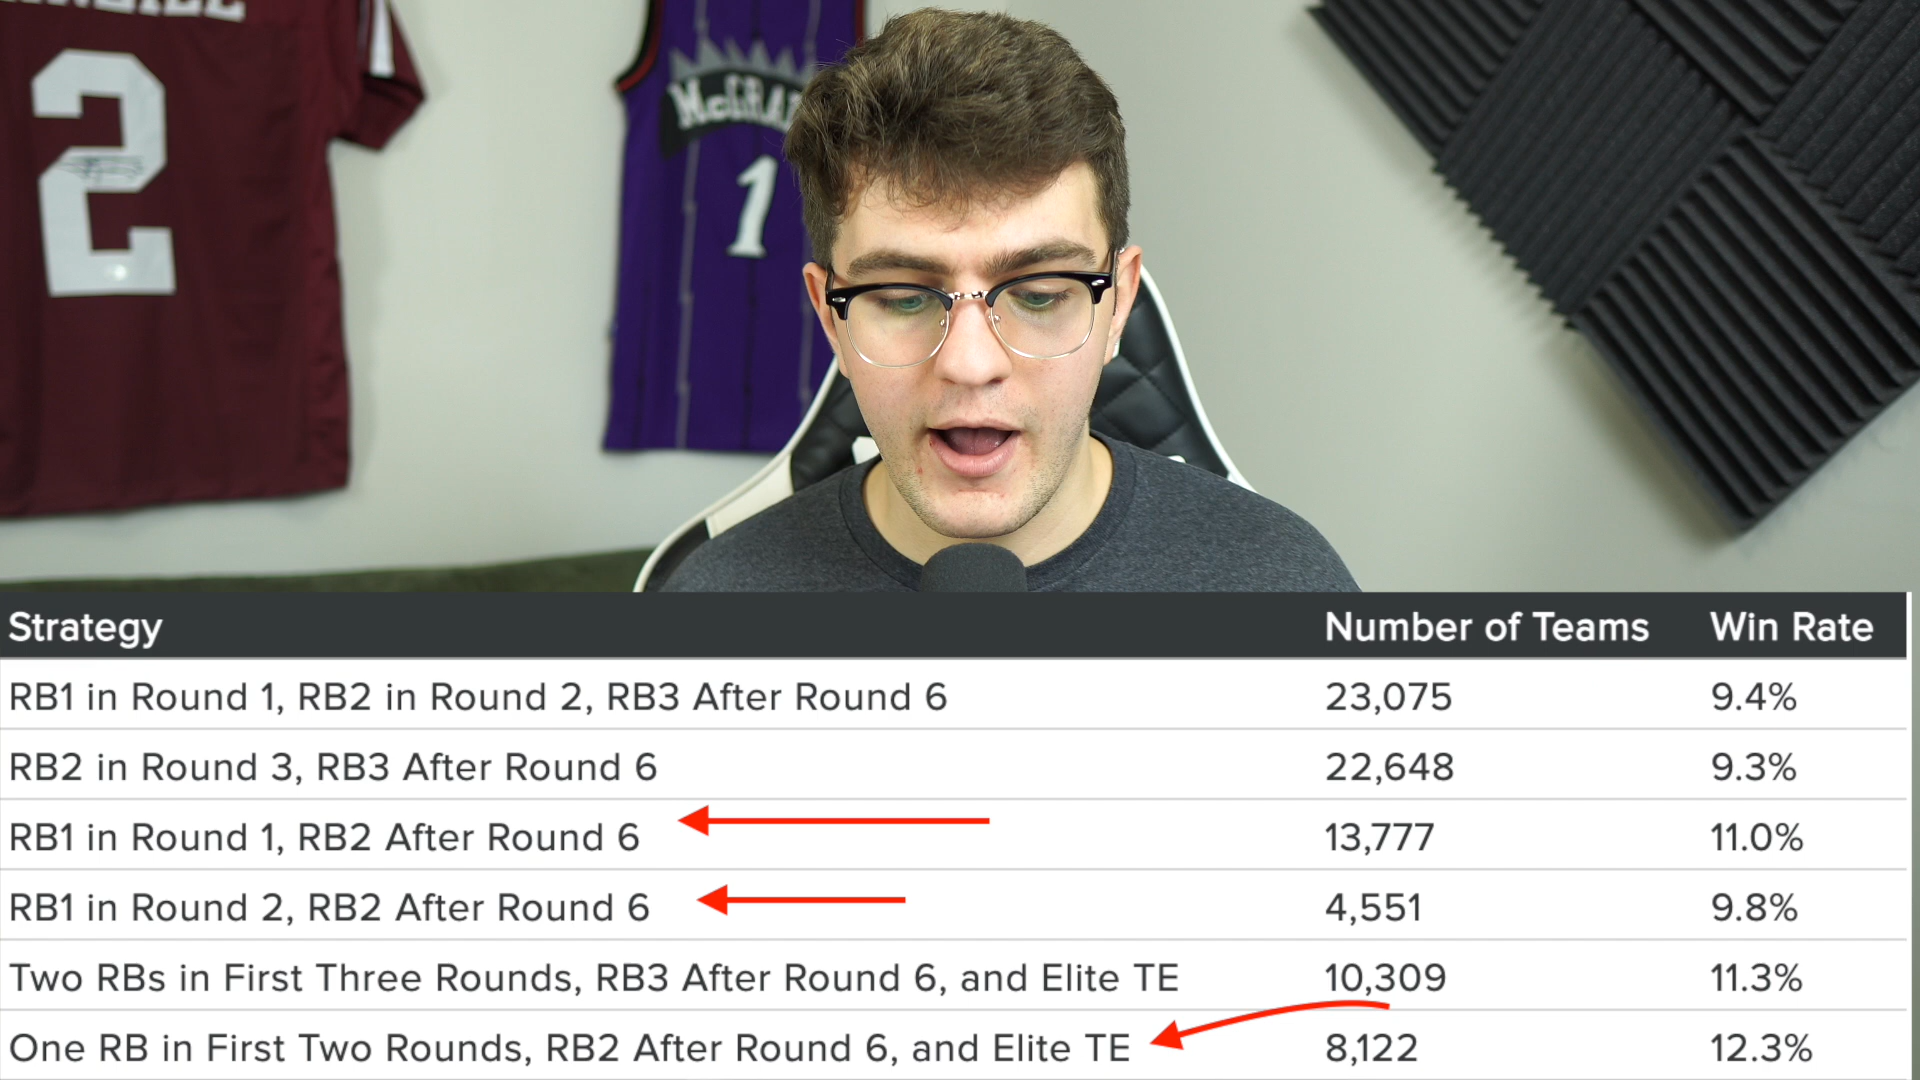 2
McGRA
1
Strategy Number of Teams Win Rate
RB1 in Round 1, RB2 in Round 2, RB3 After Round 6 23,075 9.4%
RB2 in Round 3, RB3 After Round 6 22,648 9.3%
RB1 in Round 1, RB2 After Round 6 13,777 11.0%
RB1 in Round 2, RB2 After Round 6 4,551 9.8%
Two RBs in First Three Rounds, RB3 After Round 6, and Elite TE 10,309 11.3%
One RB in First Two Rounds, RB2 After Round 6, and Elite TE 8,122 12.3%